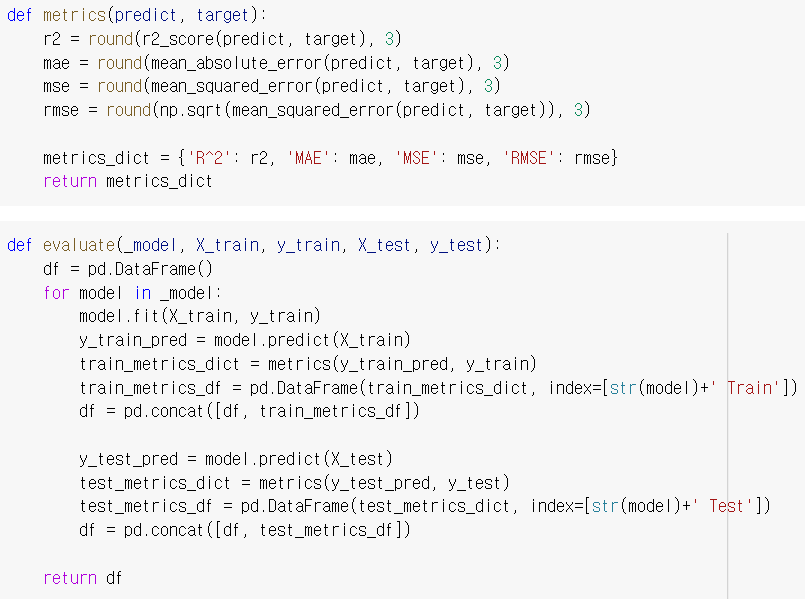 def metrics(predict, target):
    r2 = round(r2_score(predict, target), 3)
    mae = round(mean_absolute_error(predict, target), 3)
    mse = round(mean_squared_error(predict, target), 3)
    rmse = round(np.sqrt(mean_squared_error(predict, target)), 3)

    metrics_dict = {'R^2': r2, 'MAE': mae, 'MSE': mse, 'RMSE': rmse}
    return metrics_dict

def evaluate(_model, X_train, y_train, X_test, y_test):
    df = pd.DataFrame()
    for model in _model:
        model.fit(X_train, y_train)
        y_train_pred = model.predict(X_train)
        train_metrics_dict = metrics(y_train_pred, y_train)
        train_metrics_df = pd.DataFrame(train_metrics_dict, index=[str(model)+' Train'])
        df = pd.concat([df, train_metrics_df])

        y_test_pred = model.predict(X_test)
        test_metrics_dict = metrics(y_test_pred, y_test)
        test_metrics_df = pd.DataFrame(test_metrics_dict, index=[str(model)+' Test'])
        df = pd.concat([df, test_metrics_df])

    return df